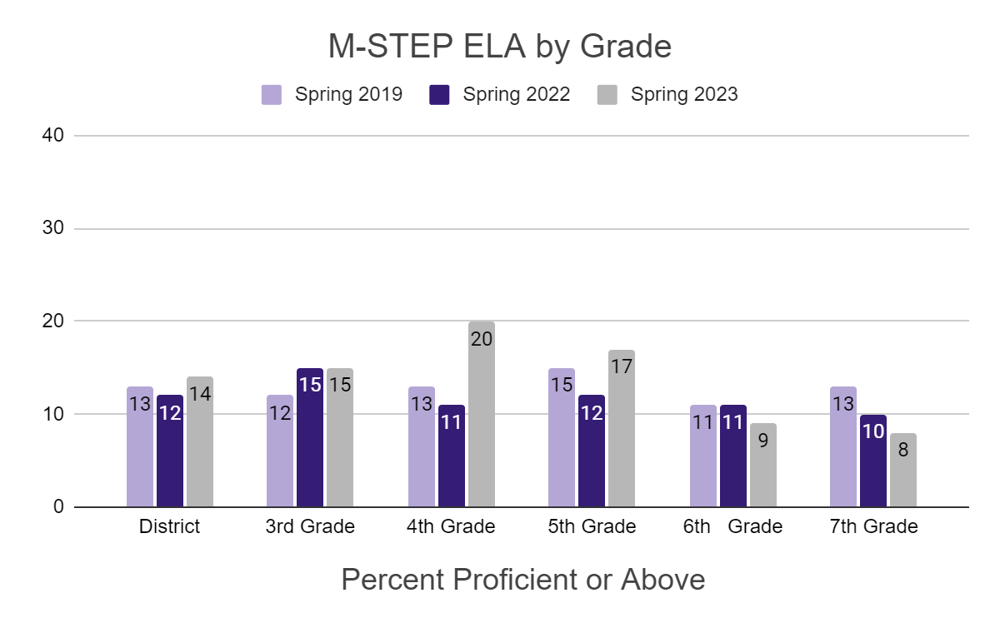 M-STEP ELA by Grade
Spring 2019 Spring 2022 Spring 2023
40
30
20
10
0
13 12 14
12 15 15
13 11 20
15 12 17
11 11 9
13 10 8
District 3rd Grade 4th Grade 5th Grade 6th Grade 7th Grade
Percent Proficient or Above